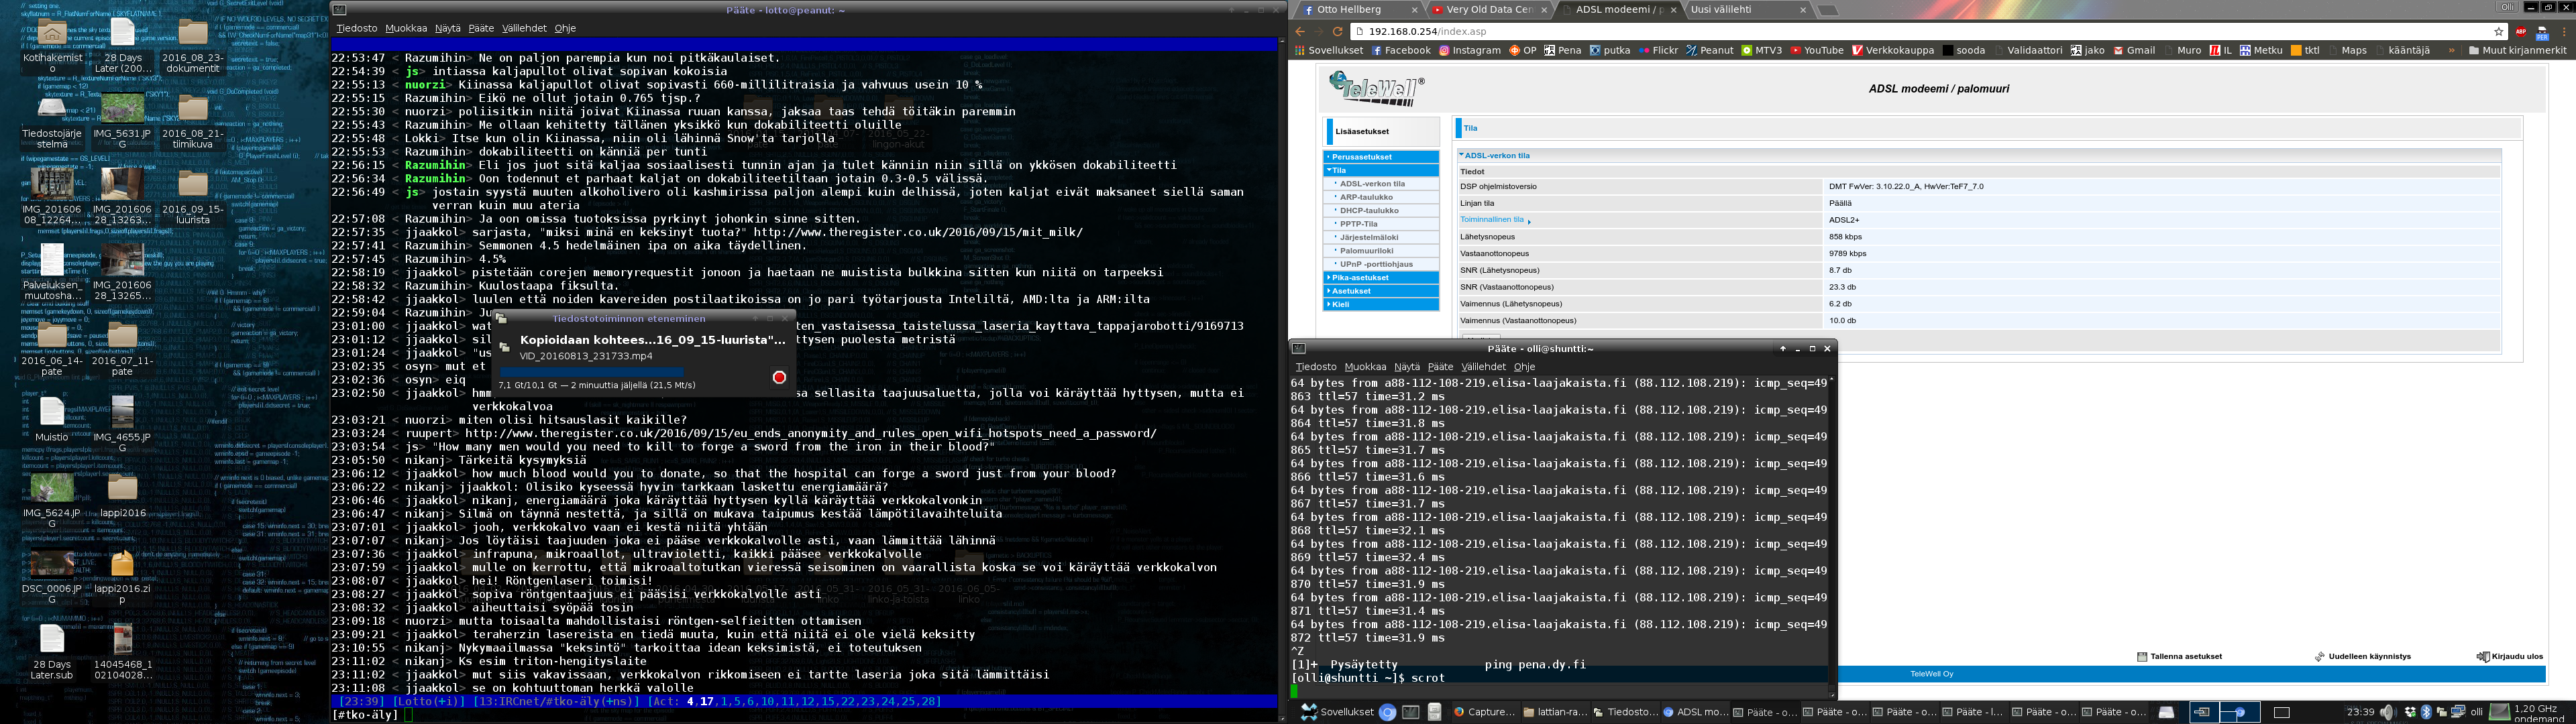 Kotihakemist
o
28 Days
Later (200...
2016_08_23-
dokumentit
Tiedostojärje
stelmä
IMG_5631.JP
G
2016_08_21-
tilmikuva
IMG_201606
08_12264...
IMG_201606
28_13263...
2016_09_15-
luurista
Palveluksen_
muutosha...
IMG_201606
28_13265...
2016_06_14-
pate
2016_07_11-
pate
Muistio
IMG_4655.JP
G
IMG_5624.JP
G
lappi2016
DSC_0006.JP
G
lappi2016.zi
p
28 Days
Later.sub
14045468_1
02104028...
Pääte - lotto@peanut: ~
Tiedosto Muokkaa Näytä Pääte Välilehdet Ohje
22:53:47 < Razumihin> Ne on paljon parempia kun noi pitkäkaulaiset.
22:54:39 < js> intiassa kaljapullot olivat sopivan kokoisia
22:55:13 < nuorzi> Kiinassa kaljapullot olivat sopivasti 660-millilitraisia ja vahvuus usein 10 %
22:55:15 < Razumihin> Eikö ne ollut jotain 0.765 tjsp.?
22:55:30 < nuorzi> poliisitkin niitä joivat Kiinassa ruuan kanssa, jaksaa taas tehdä töitäkin paremmin
22:55:43 < Razumihin> Me ollaan kehitetty tällänen yksikkö kun dokabiliteetti oluille
22:55:48 < Lokki> Itse kun olin Kiinassa, niin oli lähinnä Snow'ta tarjolla
22:55:53 < Razumihin> dokabiliteetti on känniä per tunti
22:56:15 < Razumihin> Eli jos juot sitä kaljaa sosiaalisesti tunnin ajan ja tulet känniin niin sillä on ykkösen dokabiliteetti
22:56:34 < Razumihin> Oon todennut et parhaat kaljat on dokabiliteetiltaan jotain 0.3-0.5 välissä.
22:56:49 < js> jostain syystä muuten alkoholivero oli kashmirissa paljon alempi kuin delhissä, joten kaljat eivät maksaneet siellä saman
verran kuin muu ateria
22:57:08 < Razumihin> Ja oon omissa tuotoksissa pyrkinyt johonkin sinne sitten.
22:57:35 < jjaakkol> sarjasta, "miksi minä en keksinyt tuota?" http://www.theregister.co.uk/2016/09/15/mit_milk/
22:57:41 < Razumihin> Semmonen 4.5 hedelmäinen ipa on aika täydellinen.
22:57:45 < Razumihin> 4.5%
22:58:19 < jjaakkol> pistetään corejen memoryrequestit jonoon ja haetaan ne muistista bulkkina sitten kun niitä on tarpeeksi
22:58:32 < Razumihin> Kuulostaapa fiksulta.
22:58:42 < jjaakkol> luulen että noiden kavereiden postilaatikoissa on jo pari työtarjousta Inteliltä, AMD:lta ja ARM:ilta
22:59:04 < Razumihin> Ju
23:01:00 < jjaakkol> wat ten_vastaisessa_taistelussa_laseria_kayttava_tappajarobotti/9169713
23:01:12 < jjaakkol> sil ttysen puolesta metristä
23:01:24 < jjaakkol> "us
23:02:35 < osyn> mut et
23:02:36 < osyn> eiq
23:02:50 < jjaakkol> hmm sa sellasita taajuusaluetta, jolla voi käräyttää hyttysen, mutta ei
verkkokalvoa
23:03:21 < nuorzi> miten olisi hitsauslasit kaikille?
23:03:24 < ruupert> http://www.theregister.co.uk/2016/09/15/eu_ends_anonymity_and_rules_open_wifi_hotspots_need_a_password/
23:03:54 < js> "How many men would you need to kill to forge a sword from the iron in their blood?"
23:05:50 < nikanj> Tärkeitä kysymyksiä
23:06:12 < jjaakkol> how much blood would you to donate, so that the hospital can forge a sword just from your blood?
23:06:22 < nikanj> jjaakkol: Olisiko kyseessä hyvin tarkkaan laskettu energiamäärä?
23:06:46 < jjaakkol> nikanj, energiamäärä joka käräyttää hyttysen kyllä käräyttää verkkokalvonkin
23:06:47 < nikanj> Silmä on täynnä nestettä, ja sillä on mukava taipumus kestää lämpötilavaihteluita
23:07:01 < jjaakkol> jooh, verkkokalvo vaan ei kestä niitä yhtään
23:07:07 < nikanj> Jos löytäisi taajuuden joka ei pääse verkkokalvolle asti, vaan lämmittää lähinnä
23:07:36 < jjaakkol> infrapuna, mikroaallot, ultravioletti, kaikki pääsee verkkokalvolle
23:07:59 < jjaakkol> mulle on kerrottu, että mikroaaltotutkan vieressä seisominen on vaarallista koska se voi käräyttää verkkokalvon
23:08:07 < jjaakkol> hei! Röntgenlaseri toimisi!
23:08:27 < jjaakkol> sopiva röntgentaajuus ei pääsisi verkkokalvolle asti
23:08:32 < jjaakkol> aiheuttaisi syöpää tosin
23:09:18 < nuorzi> mutta toisaalta mahdollistaisi röntgen-selfieitten ottamisen
23:09:21 < jjaakkol> teraherzin lasereista en tiedä muuta, kuin että niitä ei ole vielä keksitty
23:10:55 < nikanj> Nykymaailmassa "keksintö" tarkoittaa idean keksimistä, ei toteutuksen
23:11:02 < nikanj> Ks esim triton-hengityslaite
23:11:02 < jjaakkol> mut siis vakavissaan, verkkokalvon rikkomiseen ei tartte laseria joka sitä lämmittäisi
23:11:08 < jjaakkol> se on kohtuuttoman herkkä valolle
[23:39] [Lotto(+i)] [13:IRCnet/#tko-äly(+ns)] [Act: 4,17,1,5,6,10,11,12,15,22,23,24,25,28]
[#tko-äly]
Tiedostotoiminnon eteneminen
Kopioidaan kohtees...16_09_15-luurista"...
VID_20160813_231733.mp4
7,1 Gt/10,1 Gt — 2 minuuttia jäljellä (21,5 Mt/s)
Otto Hellberg
Very Old Data Cen
ADSL modeemi / p
Uusi välilehti
Olli
192.168.0.254/index.asp
Sovellukset Facebook Instagram OP Pena putka Flickr Peanut MTV3 YouTube Verkkokauppa sooda Validaattori jako Gmail Muro IL Metku tktl Maps kääntäjä » Muut kirjanmerkit
TeleWell®
ADSL modeemi / palomuuri
Lisäasetukset
Perusasetukset
Tila
ADSL-verkon tila
ARP-taulukko
DHCP-taulukko
PPTP-Tila
Järjestelmäloki
Palomuuriloki
UPnP -porttiohjaus
Pika-asetukset
Asetukset
Kieli
Tila
ADSL-verkon tila
Tiedot
DSP ohjelmistoversio DMT FwVer: 3.10.22.0_A, HwVer:TeF7_7.0
Linjan tila Päällä
Toiminnallinen tila ADSL2+
Lähetysnopeus 858 kbps
Vastaanottonopeus 9789 kbps
SNR (Lähetysnopeus) 8.7 db
SNR (Vastaanottonopeus) 23.3 db
Vaimennus (Lähetysnopeus) 6.2 db
Vaimennus (Vastaanottonopeus) 10.0 db
Tallenna asetukset Uudelleen käynnistys Kirjaudu ulos
TeleWell Oy
Pääte - olli@shuntti:~
Tiedosto Muokkaa Näytä Pääte Välilehdet Ohje
64 bytes from a88-112-108-219.elisa-laajakaista.fi (88.112.108.219): icmp_seq=49
863 ttl=57 time=31.2 ms
64 bytes from a88-112-108-219.elisa-laajakaista.fi (88.112.108.219): icmp_seq=49
864 ttl=57 time=31.8 ms
64 bytes from a88-112-108-219.elisa-laajakaista.fi (88.112.108.219): icmp_seq=49
865 ttl=57 time=31.7 ms
64 bytes from a88-112-108-219.elisa-laajakaista.fi (88.112.108.219): icmp_seq=49
866 ttl=57 time=31.6 ms
64 bytes from a88-112-108-219.elisa-laajakaista.fi (88.112.108.219): icmp_seq=49
867 ttl=57 time=31.7 ms
64 bytes from a88-112-108-219.elisa-laajakaista.fi (88.112.108.219): icmp_seq=49
868 ttl=57 time=32.1 ms
64 bytes from a88-112-108-219.elisa-laajakaista.fi (88.112.108.219): icmp_seq=49
869 ttl=57 time=32.4 ms
64 bytes from a88-112-108-219.elisa-laajakaista.fi (88.112.108.219): icmp_seq=49
870 ttl=57 time=31.9 ms
64 bytes from a88-112-108-219.elisa-laajakaista.fi (88.112.108.219): icmp_seq=49
871 ttl=57 time=31.4 ms
64 bytes from a88-112-108-219.elisa-laajakaista.fi (88.112.108.219): icmp_seq=49
872 ttl=57 time=31.9 ms
^Z
[1]+ Pysäytetty ping pena.dy.fi
[olli@shuntti ~]$ scrot
Sovellukset Capture... lattian-ra... Tiedosto... ADSL mo... Pääte - o... Pääte - o... Pääte - o... Pääte - l... Pääte - o... Pääte - o... 23:39 olli 1,20 GHz
ondemand